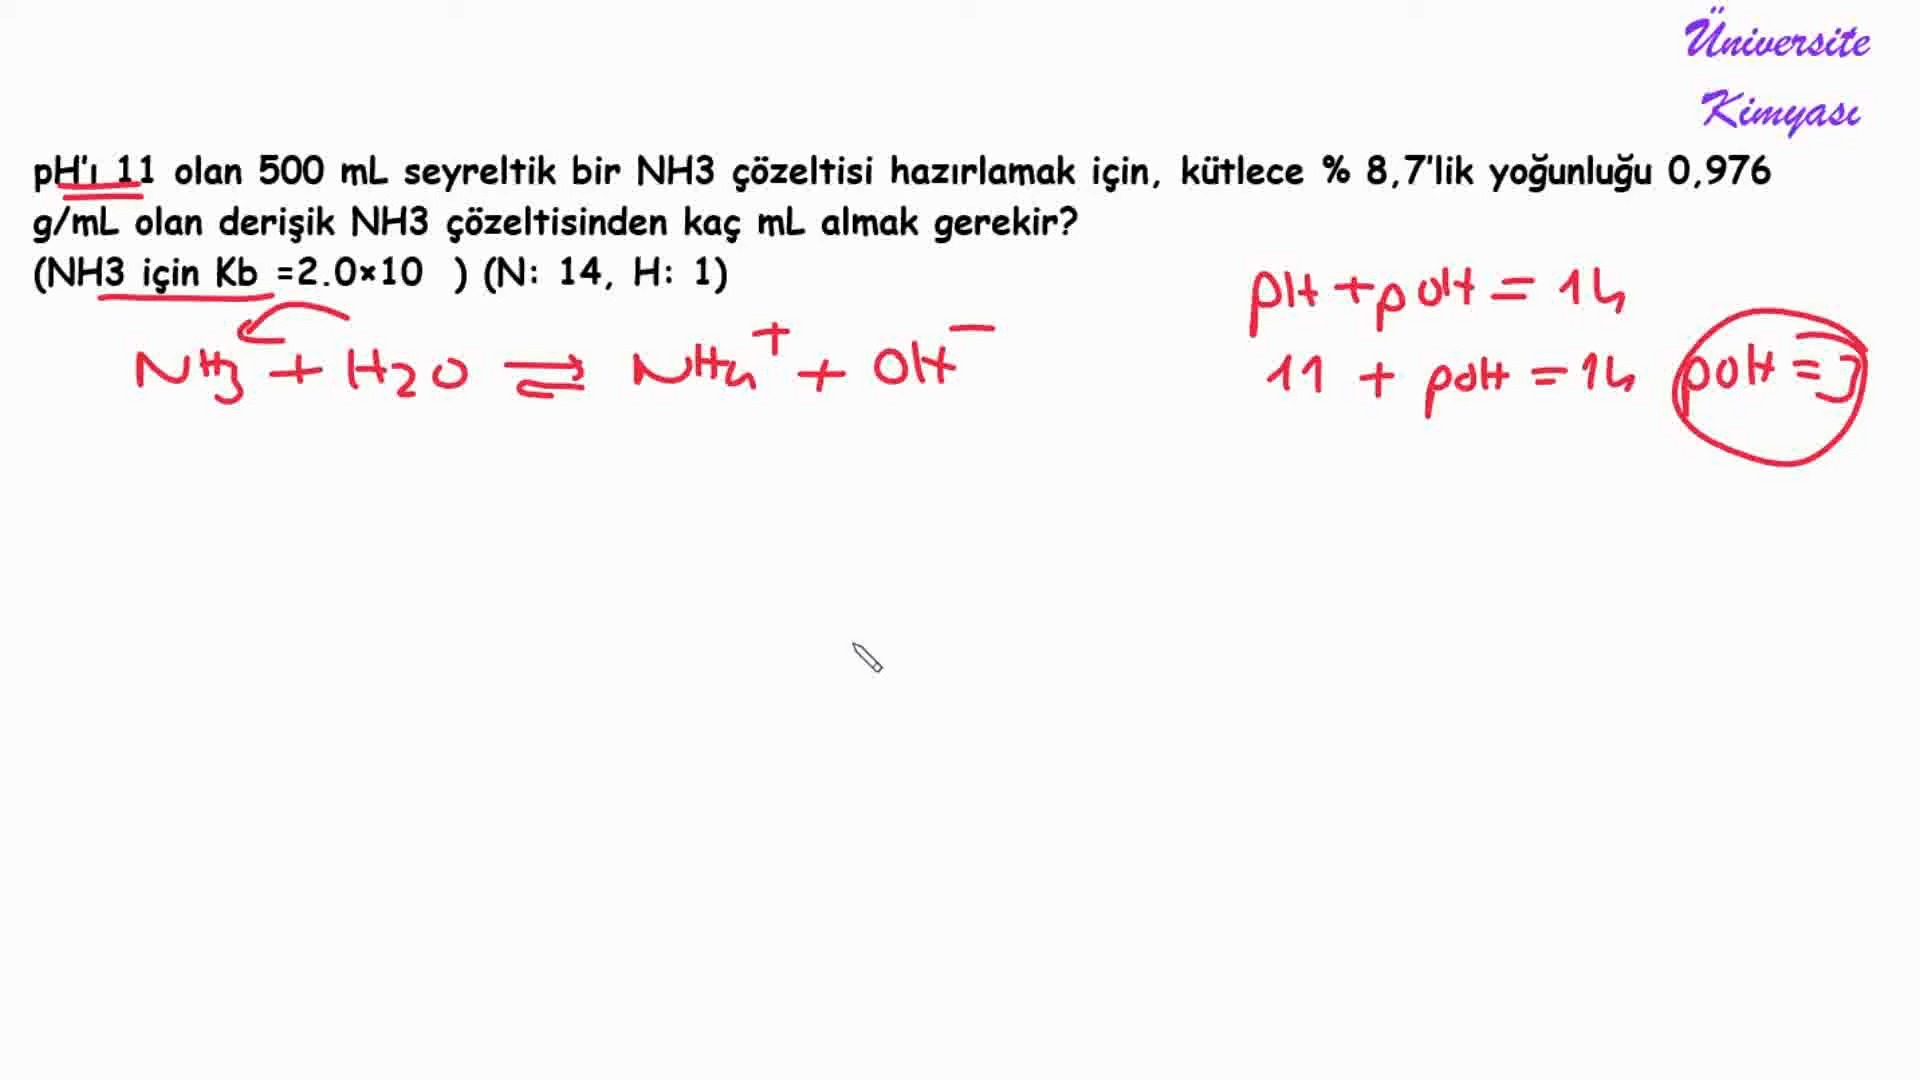 Üniversite
Kimyası
pH'ı 11 olan 500 mL seyreltik bir NH3 çözeltisi hazırlamak için, kütlece % 8,7'lik yoğunluğu 0,976
g/mL olan derişik NH3 çözeltisinden kaç mL almak gerekir?
(NH3 için Kb =2.0×10 ) (N: 14, H: 1)
pH + pOH = 14
NH3 + H2O ⇌ NH4+ + OH−
11 + pOH = 14 pOH = 3